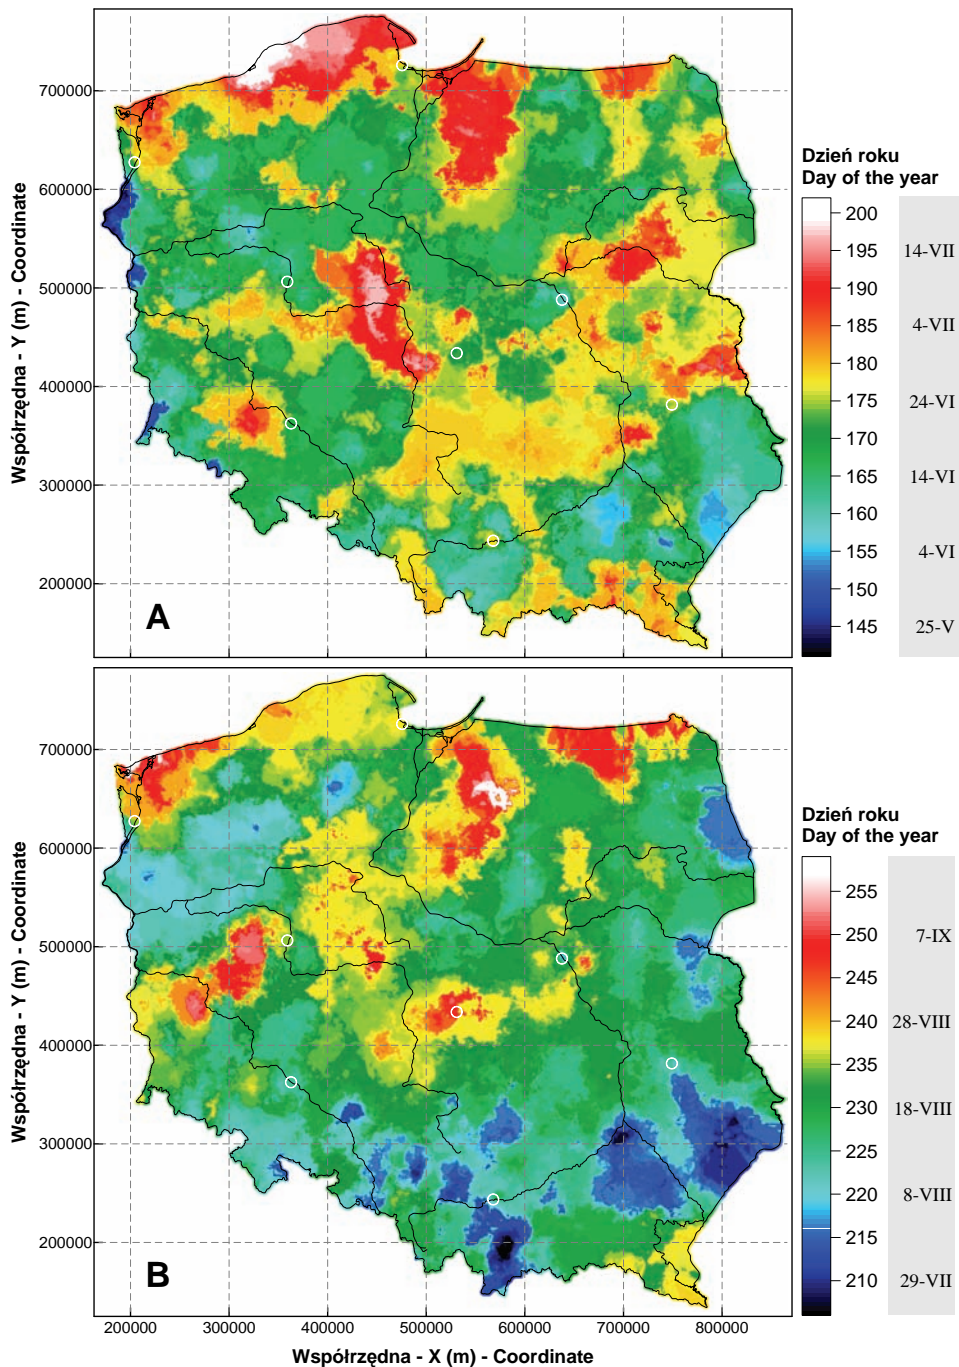 700000
600000
500000
400000
300000
200000
Współrzędna - Y (m) - Coordinate
A
Dzień roku
Day of the year
200
195
190
185
180
175
170
165
160
155
150
145
14-VII
4-VII
24-VI
14-VI
4-VI
25-V
700000
600000
500000
400000
300000
200000
Współrzędna - Y (m) - Coordinate
B
Dzień roku
Day of the year
255
250
245
240
235
230
225
220
215
210
7-IX
28-VIII
18-VIII
8-VIII
29-VII
200000 300000 400000 500000 600000 700000 800000
Współrzędna - X (m) - Coordinate